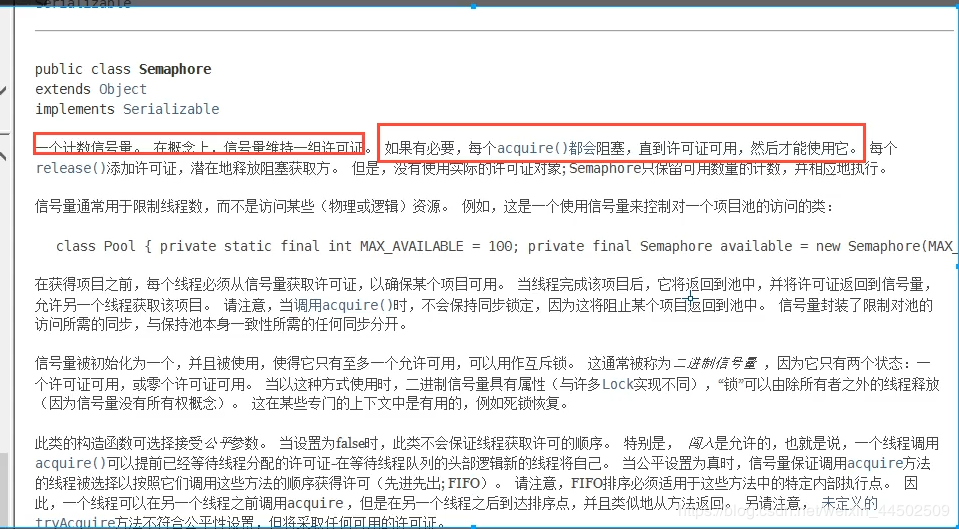 Serializable
public class Semaphore
extends Object
implements Serializable
一个计数信号量。 在概念上，信号量维持一组许可证。 如果有必要，每个acquire()都会阻塞，直到许可证可用，然后才能使用它。 每个
release()添加许可证，潜在地释放阻塞获取方。 但是，没有使用实际的许可证对象; Semaphore只保留可用数量的计数，并相应地执行。
信号量通常用于限制线程数，而不是访问某些（物理或逻辑）资源。 例如，这是一个使用信号量来控制对一个项目池的访问的类：
class Pool { private static final int MAX_AVAILABLE = 100; private final Semaphore available = new Semaphore(MAX_
在获得项目之前，每个线程必须从信号量获取许可证，以确保某个项目可用。 当线程完成该项目后，它将返回到池中，并将许可证返回到信号量，
允许另一个线程获取该项目。 请注意，当调用acquire()时，不会保持同步锁定，因为这将阻止某个项目返回到池中。 信号量封装了限制对池的
访问所需的同步，与保持池本身一致性所需的任何同步分开。
信号量被初始化为一个，并且被使用，使得它只有至多一个允许可用，可以用作互斥锁。 这通常被称为二进制信号量 ，因为它只有两个状态：一
个许可证可用，或零个许可证可用。 当以这种方式使用时，二进制信号量具有属性（与许多Lock实现不同），“锁”可以由除所有者之外的线程释放
（因为信号量没有所有权概念）。 这在某些专门的上下文中是有用的，例如死锁恢复。
此类的构造函数可选择接受公平参数。 当设置为false时，此类不会保证线程获取许可的顺序。 特别是， 闯入是允许的，也就是说，一个线程调用
acquire()可以提前已经等待线程分配的许可证-在等待线程队列的头部逻辑新的线程将自己。 当公平设置为真时，信号量保证调用acquire方法
的线程被选择以按照它们调用这些方法的顺序获得许可（先进先出; FIFO）。 请注意，FIFO排序必须适用于这些方法中的特定内部执行点。 因
此，一个线程可以在另一个线程之前调用acquire ，但是在另一个线程之后到达排序点，并且类似地从方法返回。 另请注意， 未定义的
tryAcquire方法不符合公平性设置，但将采取任何可用的许可证。